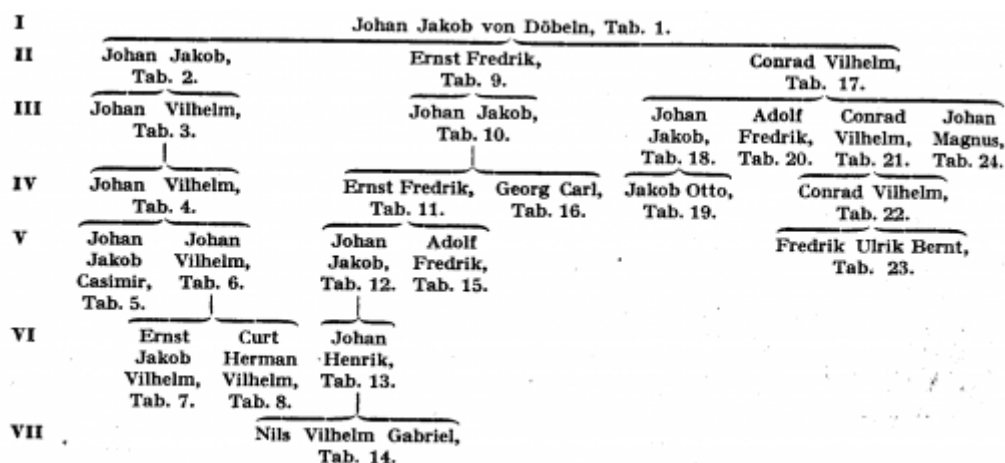 I Johan Jakob von Döbeln, Tab. 1.
II Johan Jakob, Ernst Fredrik, Conrad Vilhelm,
Tab. 2. Tab. 9. Tab. 17.
III Johan Vilhelm, Johan Jakob, Johan Adolf Conrad Johan
Tab. 3. Tab. 10. Jakob, Fredrik, Vilhelm, Magnus,
Tab. 18. Tab. 20. Tab. 21. Tab. 24.
IV Johan Vilhelm, Ernst Fredrik, Georg Carl, Jakob Otto, Conrad Vilhelm,
Tab. 4. Tab. 11. Tab. 16. Tab. 19. Tab. 22.
V Johan Johan Johan Adolf Fredrik Ulrik Bernt,
Jakob Vilhelm, Jakob, Fredrik, Tab. 23.
Casimir, Tab. 6. Tab. 12. Tab. 15.
Tab. 5.
VI Ernst Curt Johan
Jakob Herman Henrik,
Vilhelm, Vilhelm, Tab. 13.
Tab. 7. Tab. 8.
VII Nils Vilhelm Gabriel,
Tab. 14.